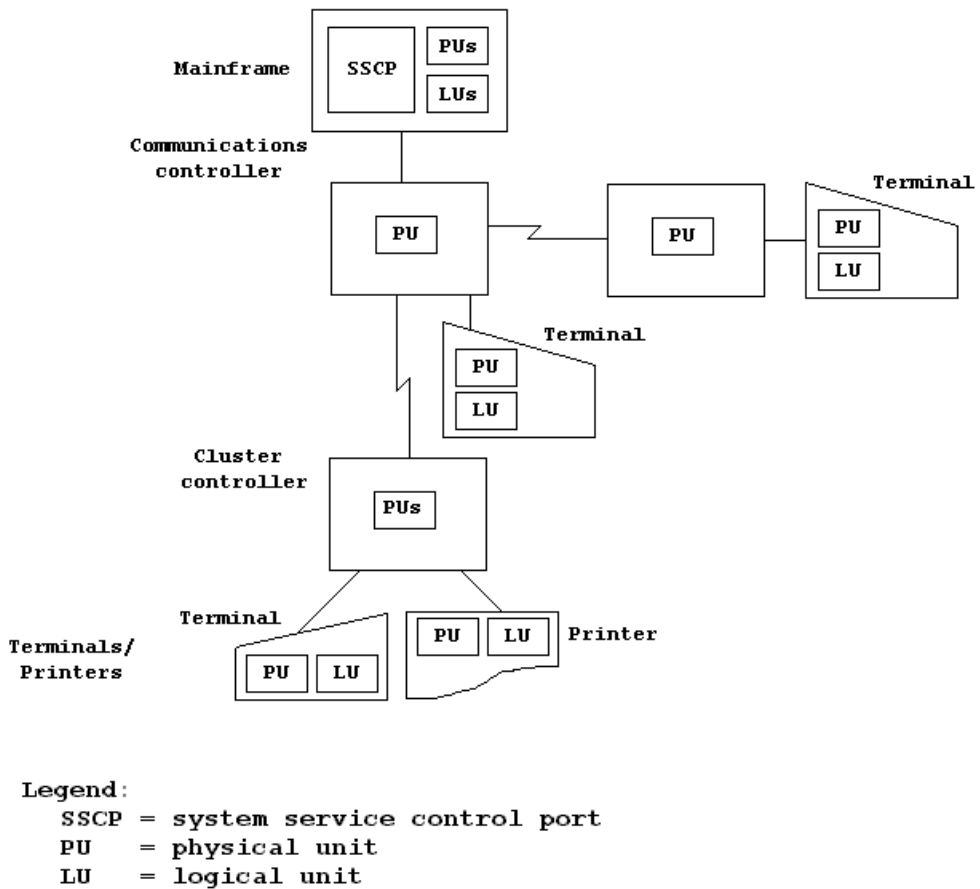 PUs
Mainframe
SSCP
LUs
Communications
controller
Terminal
PU
PU
PU
LU
Terminal
PU
LU
Cluster
controller
PUs
Terminal
PU LU
PU LU
Printer
Terminals/
Printers
Legend:
SSCP = system service control port
PU = physical unit
LU = logical unit